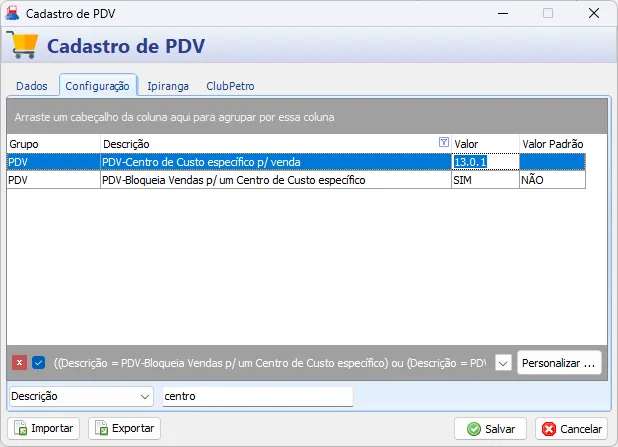 Cadastro de PDV
Cadastro de PDV
Dados Configuração Ipiranga ClubPetro
Arraste um cabeçalho da coluna aqui para agrupar por essa coluna
Grupo Descrição Valor Valor Padrão
PDV PDV-Centro de Custo específico p/ venda 13.0.1
PDV PDV-Bloqueia Vendas p/ um Centro de Custo específico SIM NÃO
((Descrição = PDV-Bloqueia Vendas p/ um Centro de Custo específico) ou (Descrição = PDV Personalizar ...
Descrição centro
Importar Exportar Salvar Cancelar